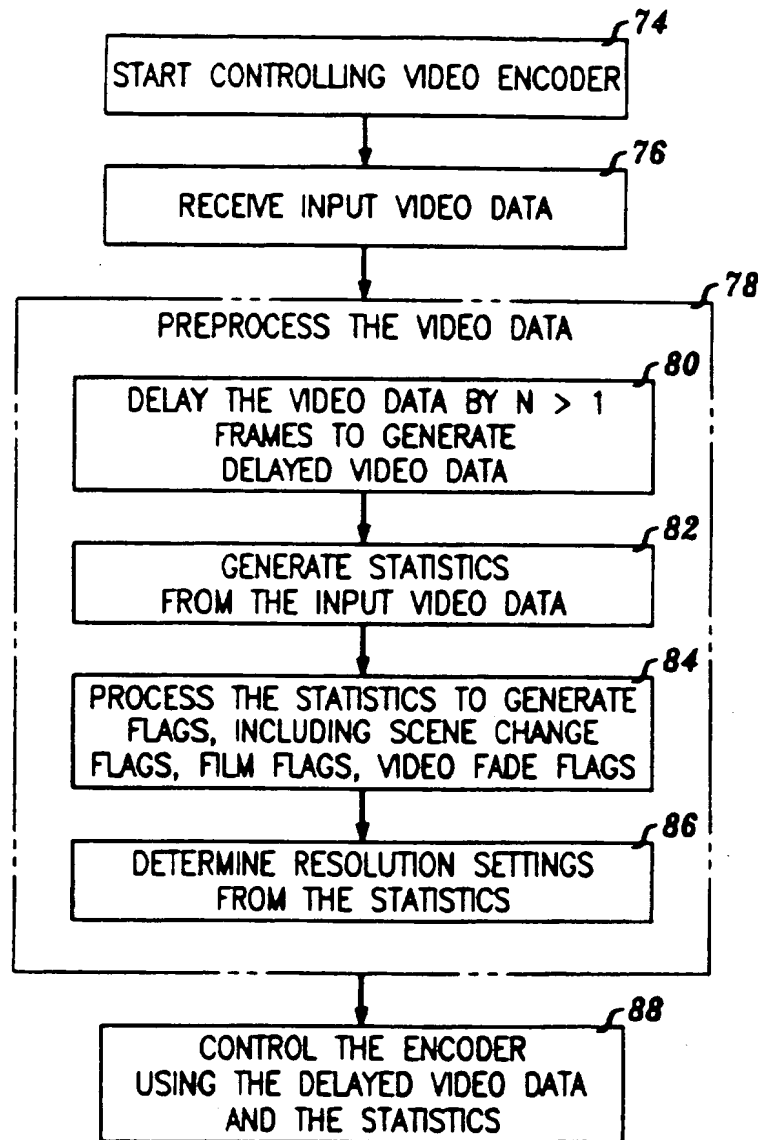 74
START CONTROLLING VIDEO ENCODER
76
RECEIVE INPUT VIDEO DATA
78
PREPROCESS THE VIDEO DATA
80
DELAY THE VIDEO DATA BY N > 1
FRAMES TO GENERATE
DELAYED VIDEO DATA
82
GENERATE STATISTICS
FROM THE INPUT VIDEO DATA
84
PROCESS THE STATISTICS TO GENERATE
FLAGS, INCLUDING SCENE CHANGE
FLAGS, FILM FLAGS, VIDEO FADE FLAGS
86
DETERMINE RESOLUTION SETTINGS
FROM THE STATISTICS
88
CONTROL THE ENCODER
USING THE DELAYED VIDEO DATA
AND THE STATISTICS